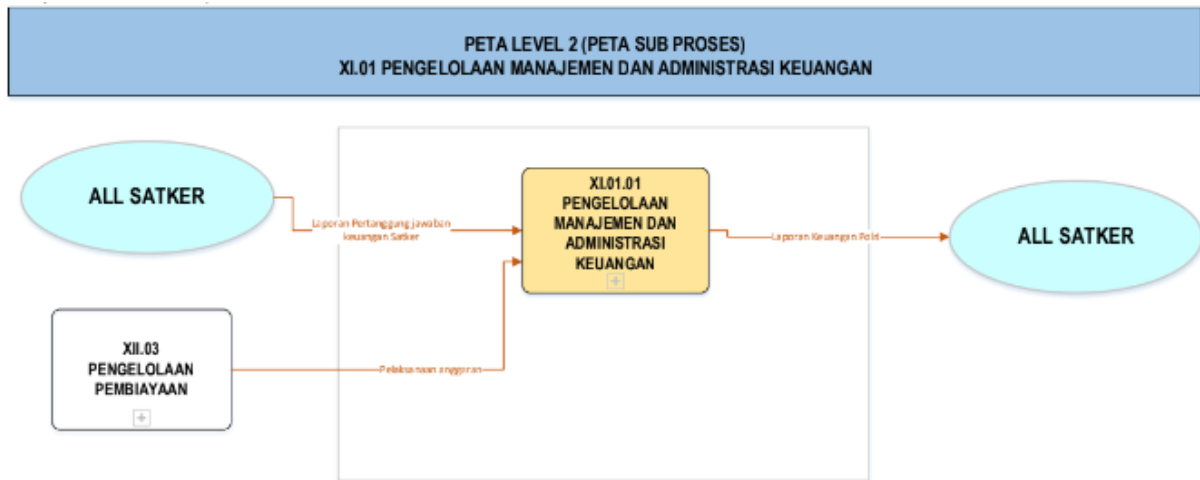 PETA LEVEL 2 (PETA SUB PROSES)
XI.01 PENGELOLAAN MANAJEMEN DAN ADMINISTRASI KEUANGAN
ALL SATKER
Laporan Pertanggung jawaban
keuangan Satker
XI.01.01
PENGELOLAAN
MANAJEMEN DAN
ADMINISTRASI
KEUANGAN
Laporan Keuangan Polri
ALL SATKER
XII.03
PENGELOLAAN
PEMBIAYAAN
Pelaksanaan anggaran